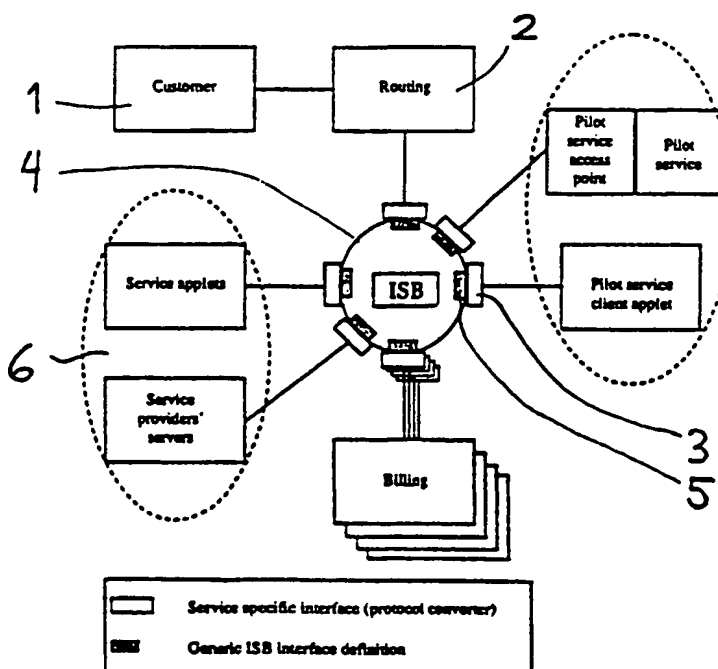 2
1
Customer
Routing
Pilot
service
access
point
Pilot
service
4
Service applets
ISB
Pilot service
client applet
6
Service
providers'
servers
3
5
Billing
Service specific interface (protocol converter)
Generic ISB interface definition